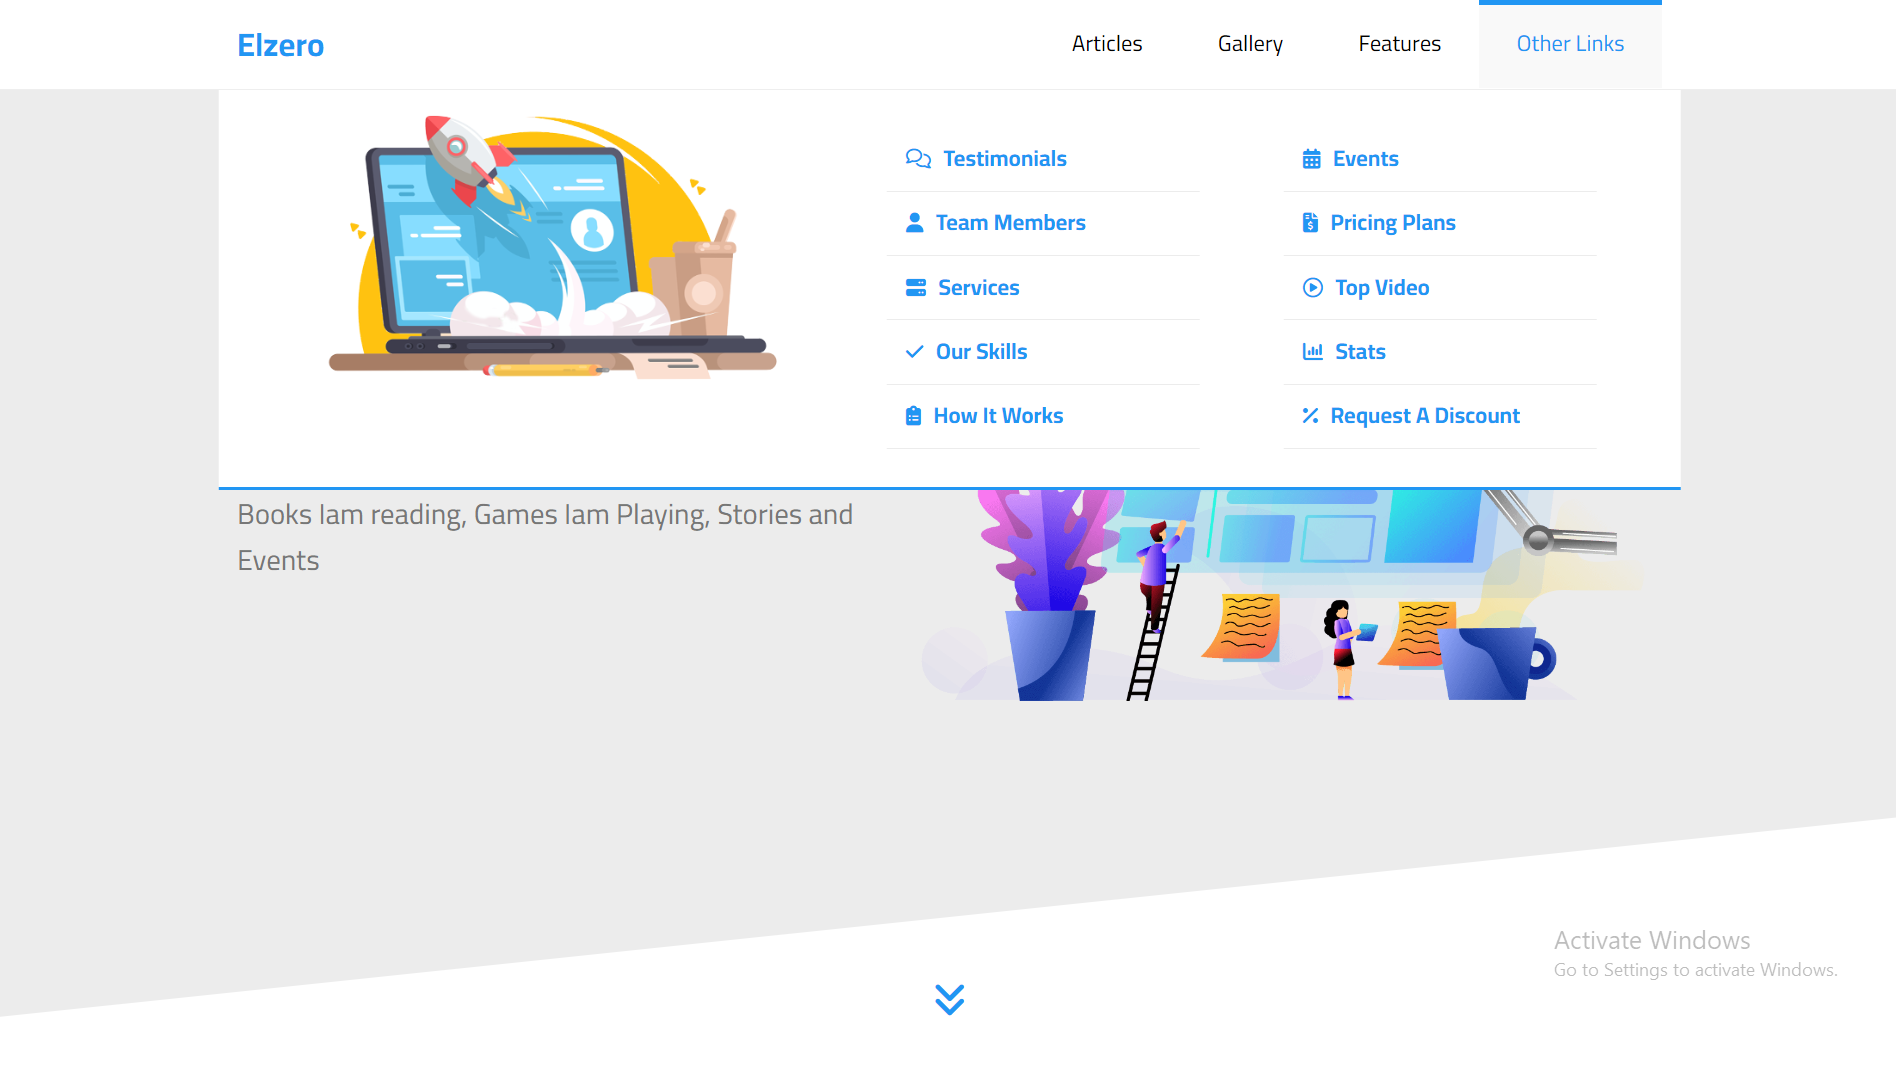 Elzero
Articles
Gallery
Features
Other Links
Testimonials
Team Members
Services
Our Skills
How It Works
Events
Pricing Plans
Top Video
Stats
Request A Discount
Books Iam reading, Games Iam Playing, Stories and
Events
Activate Windows
Go to Settings to activate Windows.